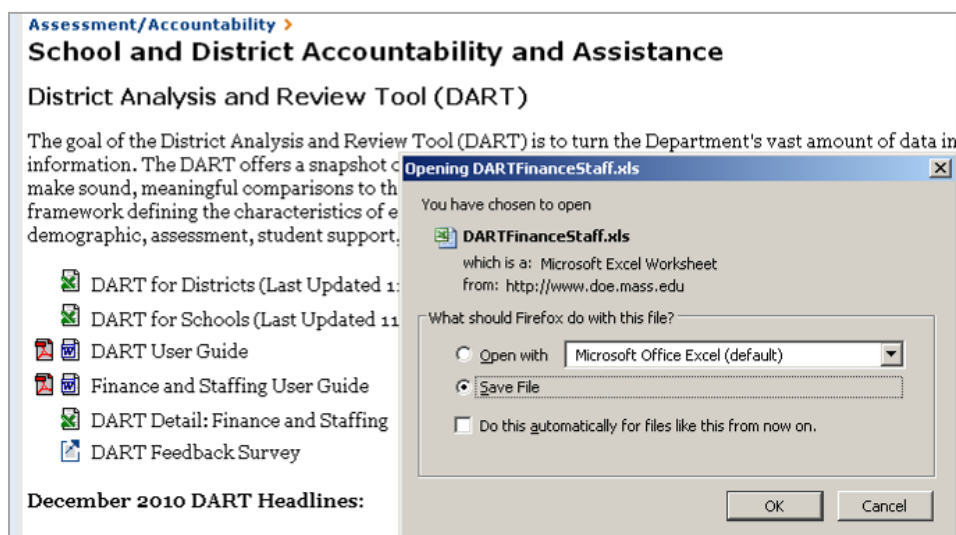 Assessment/Accountability >
School and District Accountability and Assistance
District Analysis and Review Tool (DART)
The goal of the District Analysis and Review Tool (DART) is to turn the Department's vast amount of data in
information. The DART offers a snapshot
make sound, meaningful comparisons to th
framework defining the characteristics of e
demographic, assessment, student support,
DART for Districts (Last Updated
DART for Schools (Last Updated 11
DART User Guide
Finance and Staffing User Guide
DART Detail: Finance and Staffing
DART Feedback Survey
December 2010 DART Headlines:
Opening DARTFinanceStaff.xls
You have chosen to open
DARTFinanceStaff.xls
which is a: Microsoft Excel Worksheet
from: http://www.doe.mass.edu
What should Firefox do with this file?
Open with Microsoft Office Excel (default)
Save File
Do this automatically for files like this from now on.
OK Cancel